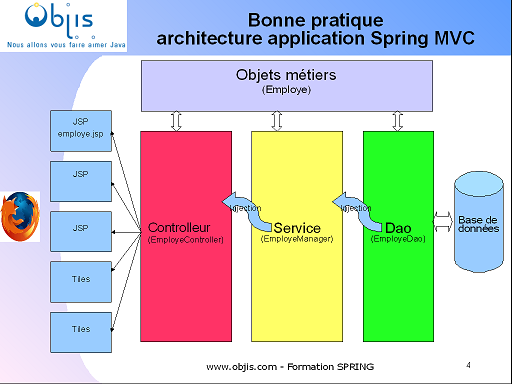 Objis
Nous allons vous faire aimer Java
Bonne pratique
architecture application Spring MVC
Objets métiers
(Employe)
JSP
employe.jsp
JSP
JSP
Tiles
Tiles
Controlleur
(EmployeController)
Injection
Service
(EmployeManager)
Injection
Dao
(EmployeDao)
Base de
données
www.objis.com - Formation SPRING
4